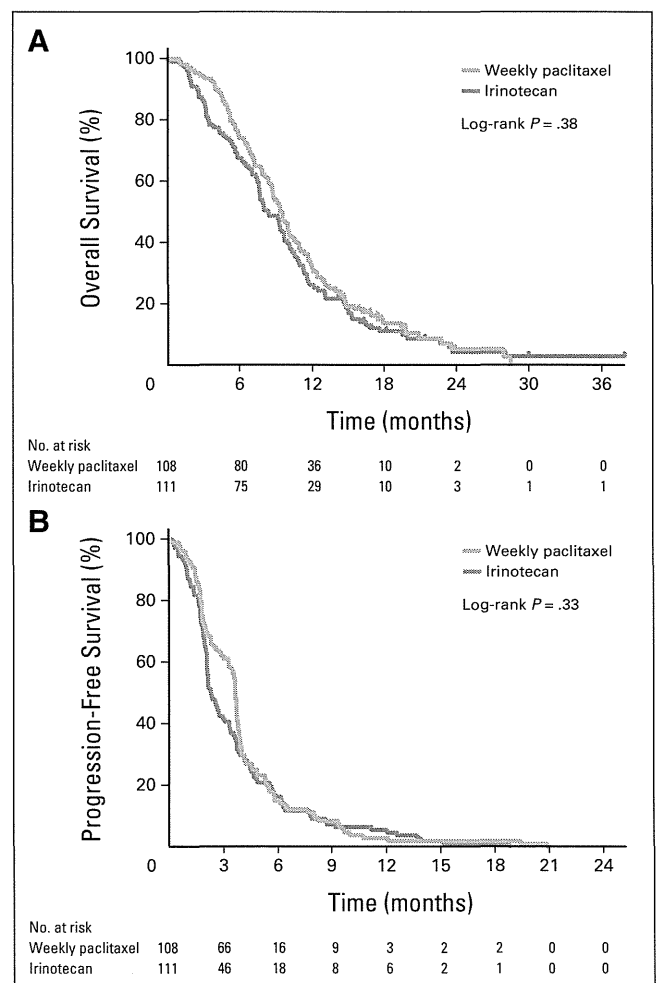 A
100
80
60
40
20
0
Overall Survival (%)
Weekly paclitaxel
Irinotecan
Log-rank P = .38
6 12 18 24 30 36
Time (months)
No. at risk
Weekly paclitaxel 108 80 36 10 2 0 0
Irinotecan 111 75 29 10 3 1 1
B
100
80
60
40
20
0
Progression-Free Survival (%)
Weekly paclitaxel
Irinotecan
Log-rank P = .33
3 6 9 12 15 18 21 24
Time (months)
No. at risk
Weekly paclitaxel 108 66 16 9 3 2 2 0 0
Irinotecan 111 46 18 8 6 2 1 0 0